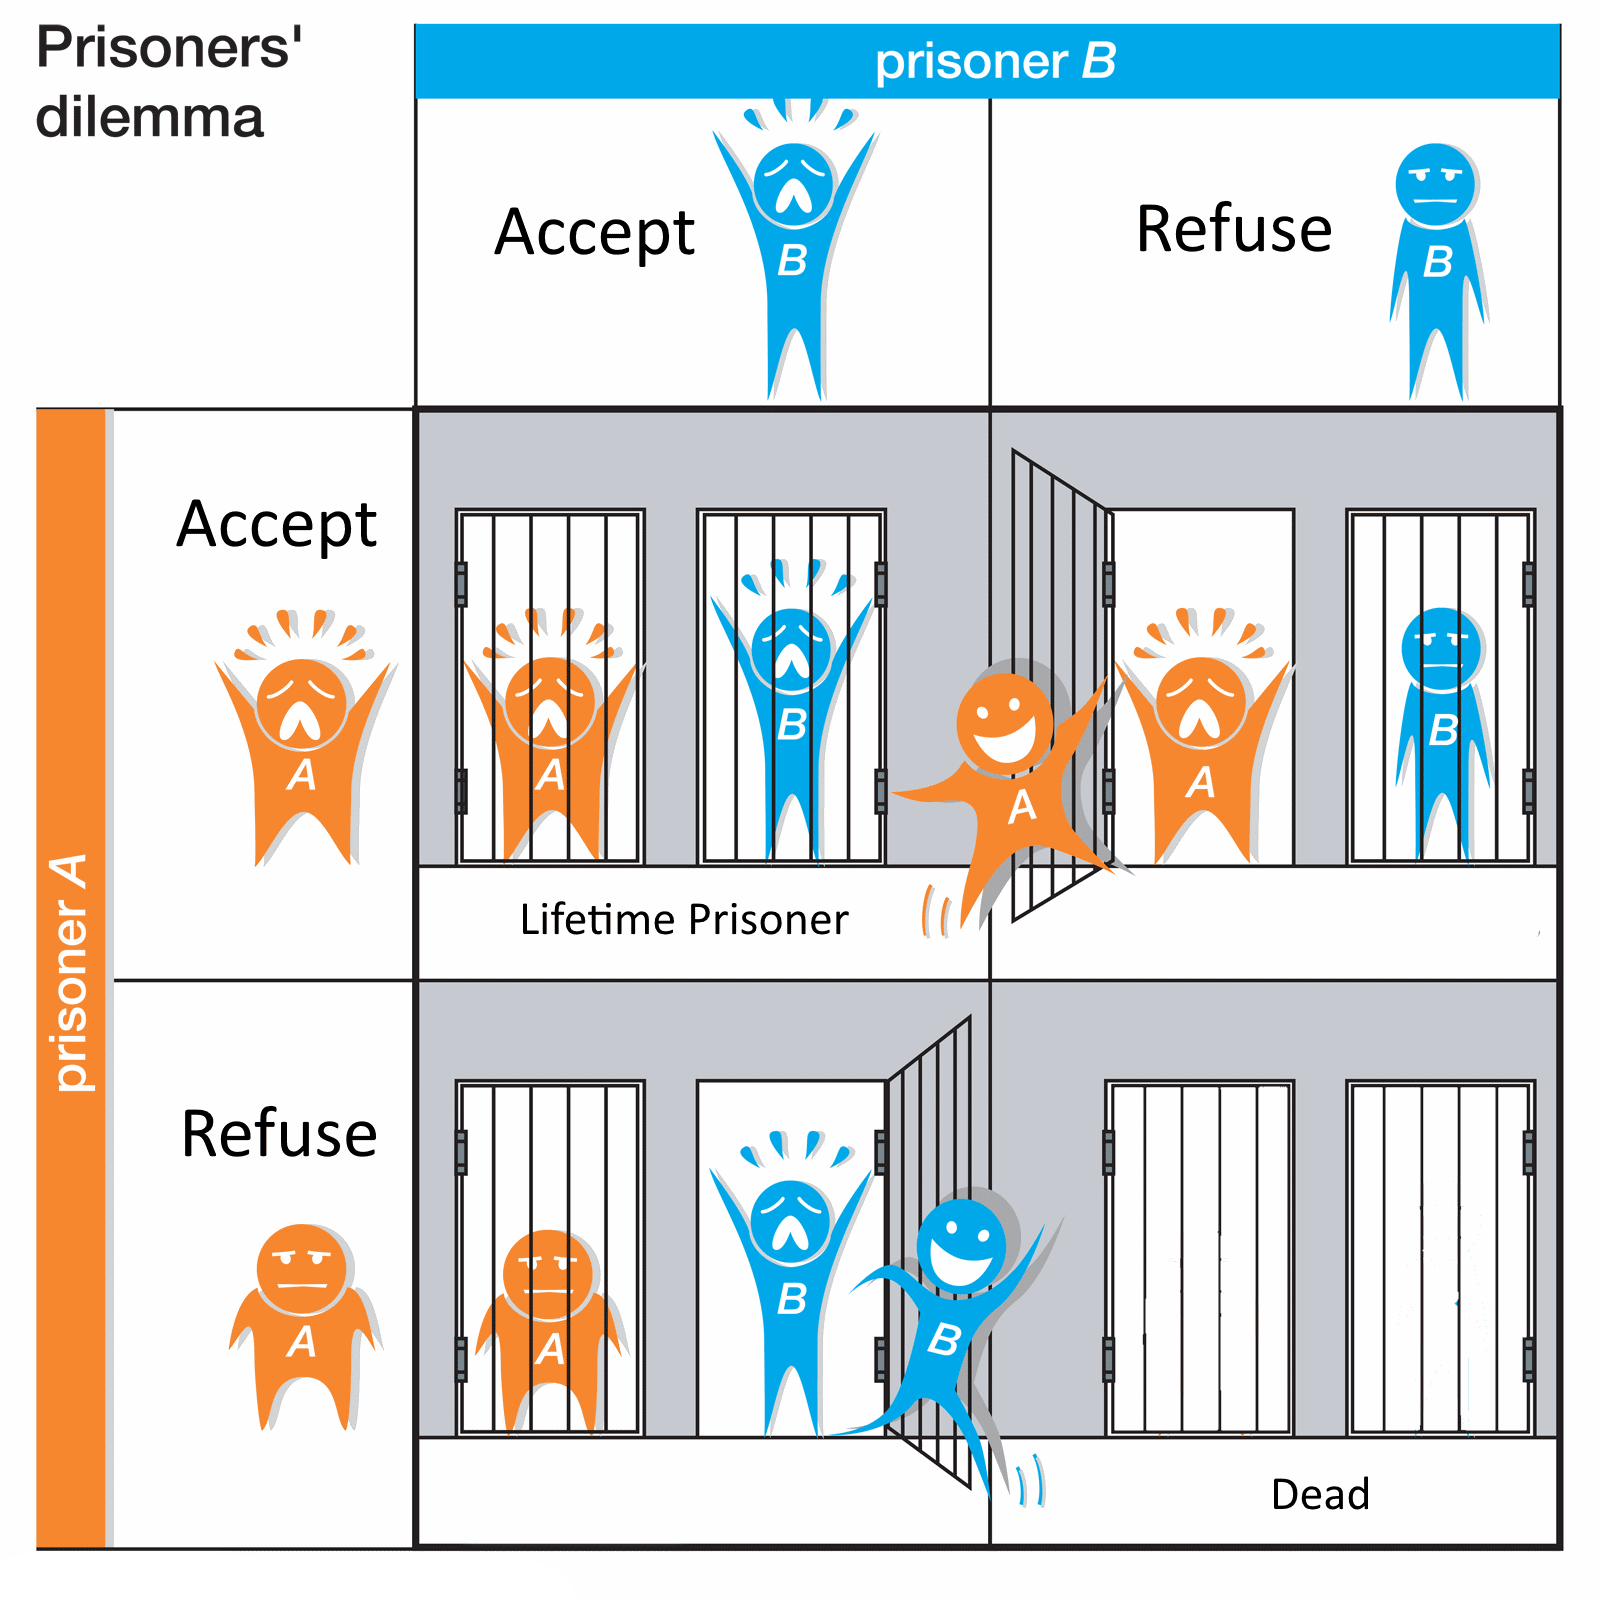 Prisoners'
dilemma
prisoner B
Accept
B
Refuse
B
prisoner A
Accept
A
A
B
A
A
B
Lifetime Prisoner
Refuse
A
A
B
B
Dead